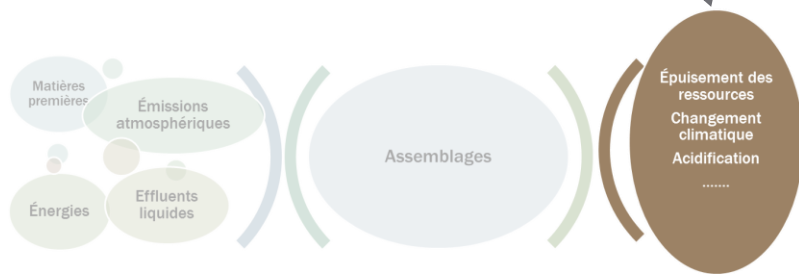 Matières
premières
Émissions
atmosphériques
Énergies
Effluents
liquides
Assemblages
Épuisement des
ressources
Changement
climatique
Acidification
.......